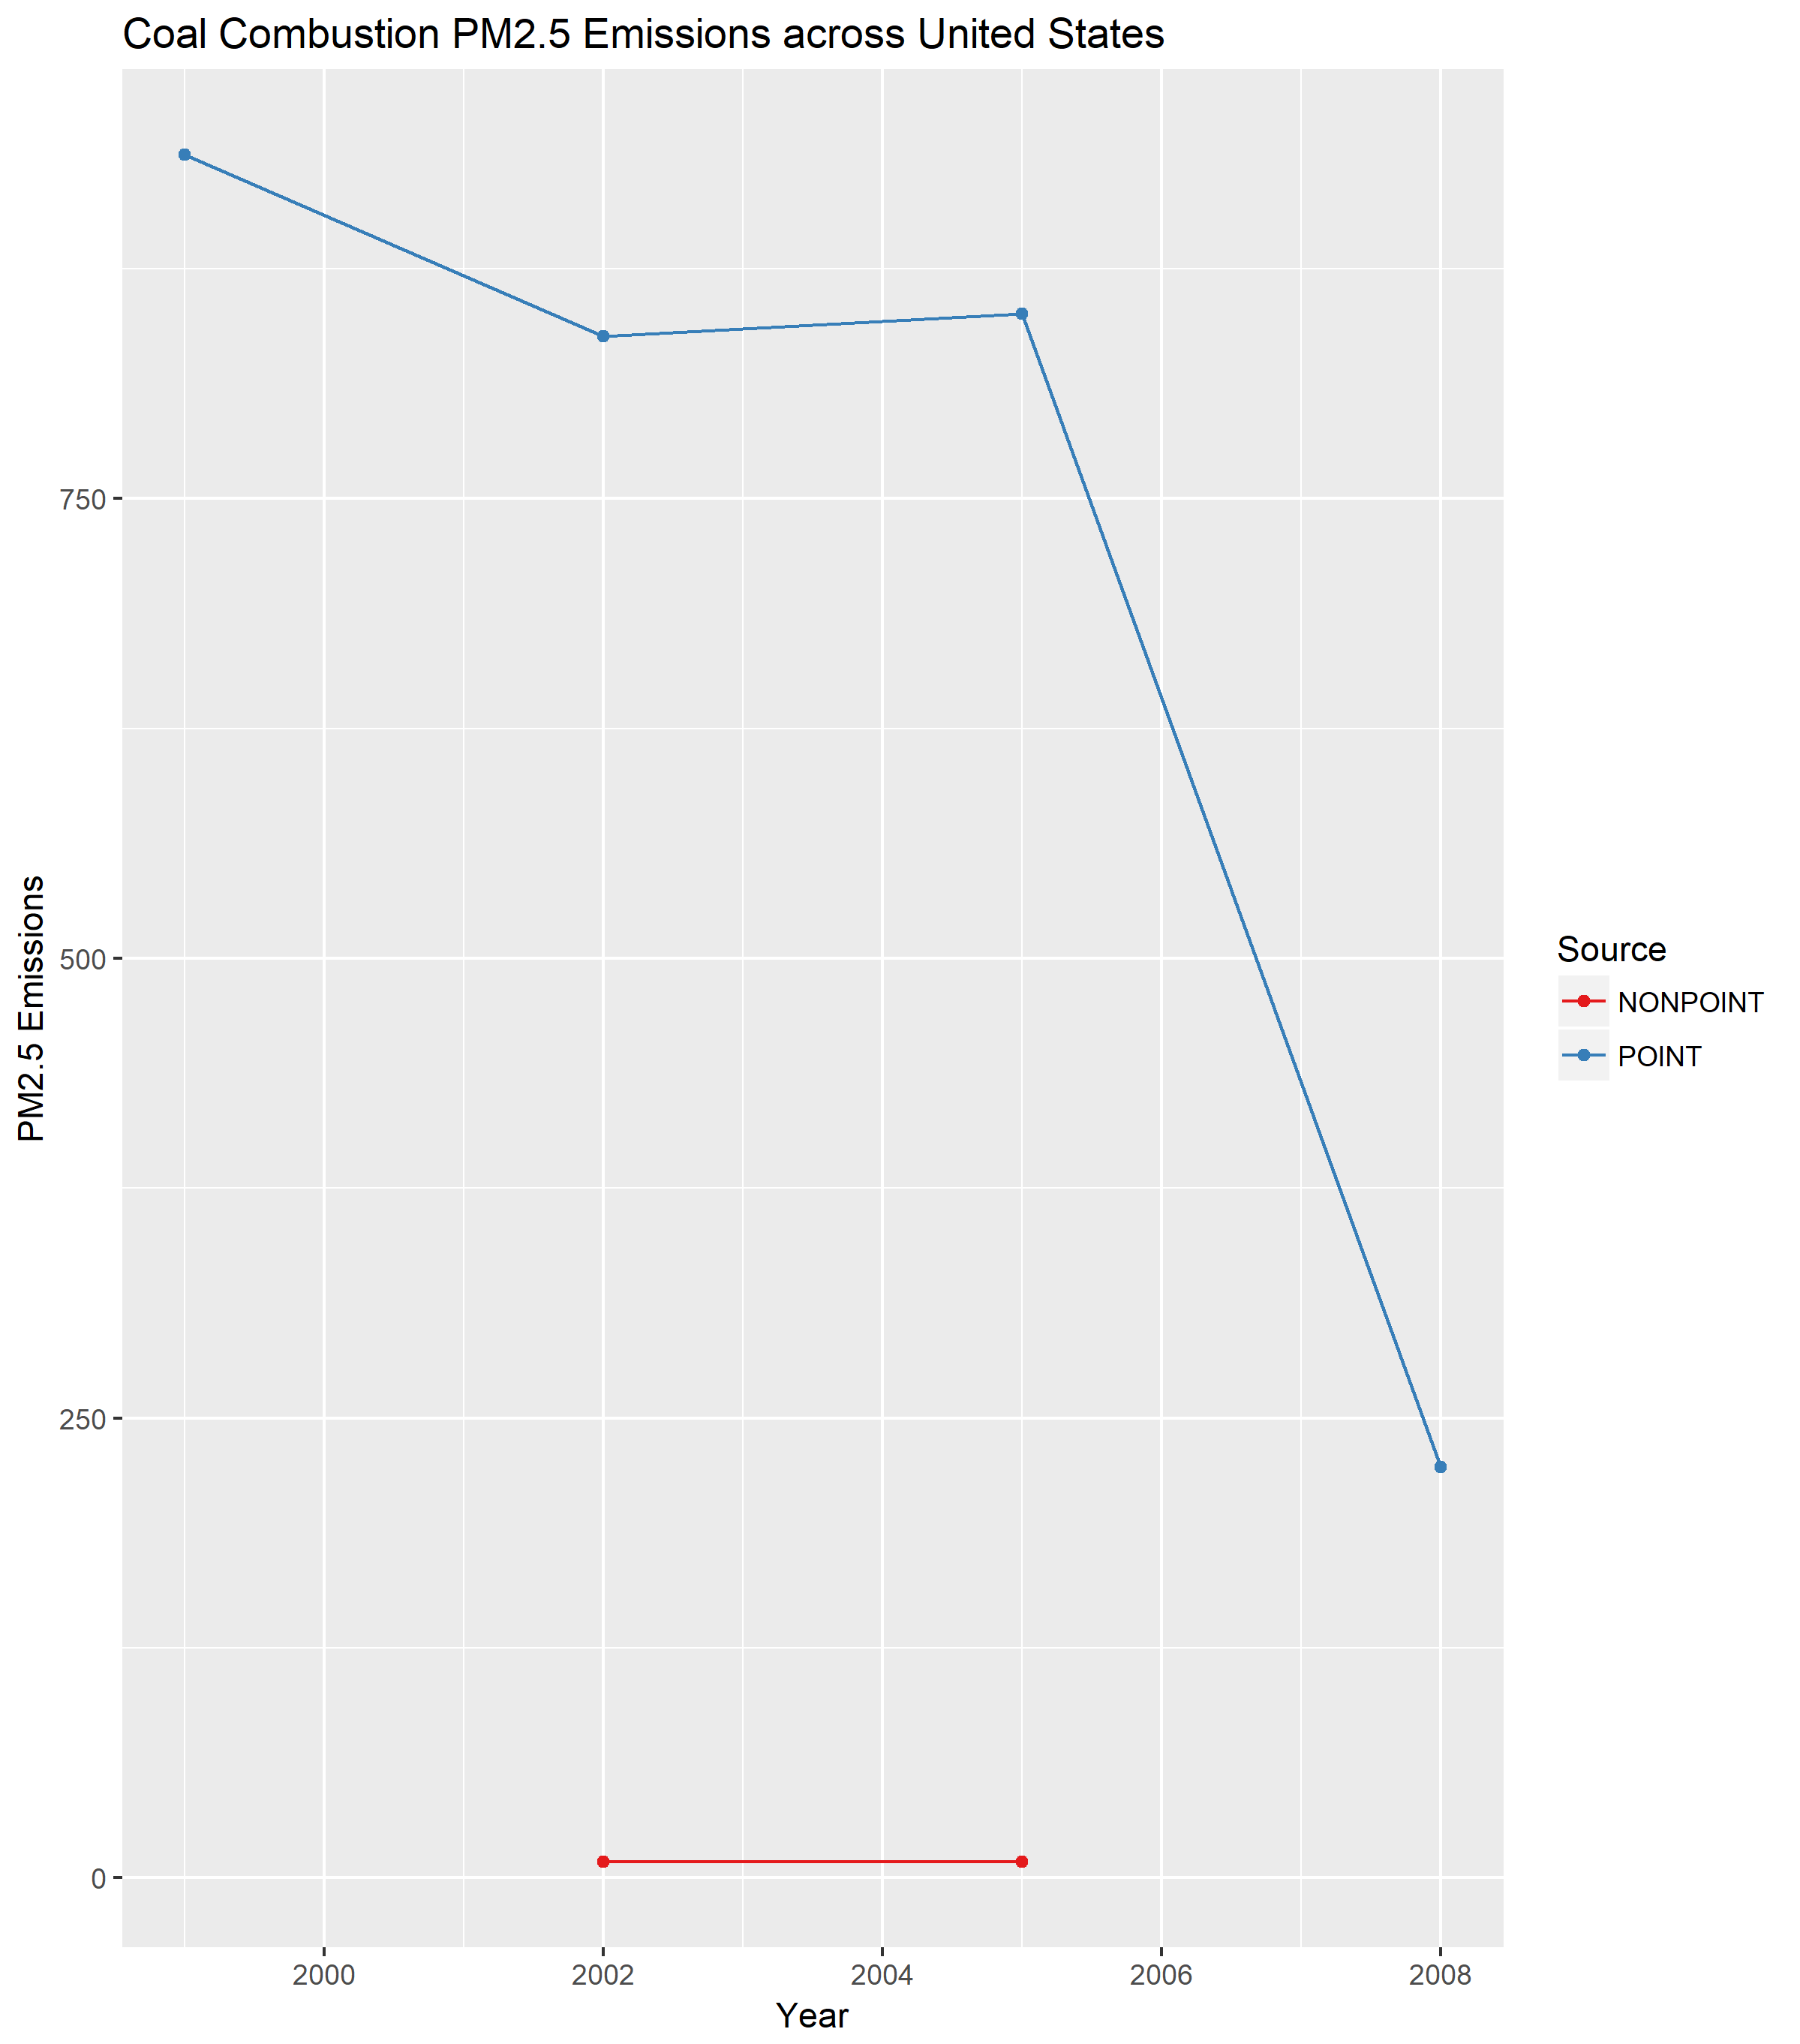 Coal Combustion PM2.5 Emissions across United States
PM2.5 Emissions
750
500
250
0
2000 2002 2004 2006 2008
Year
Source
NONPOINT
POINT